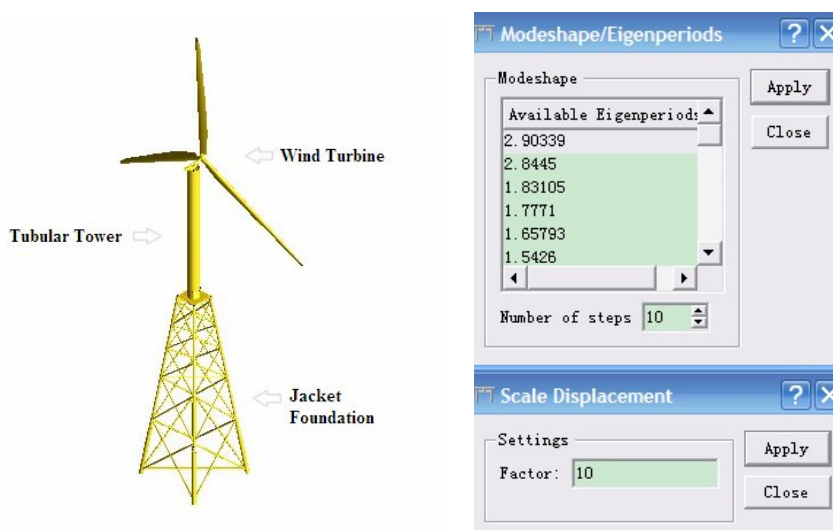 Wind Turbine
Tubular Tower
Jacket
Foundation
Modeshape/Eigenperiods
Modeshape
Available Eigenperiods
2.90339
2.8445
1.83105
1.7771
1.65793
1.5426
Number of steps 10
Apply
Close
Scale Displacement
Settings
Factor: 10
Apply
Close